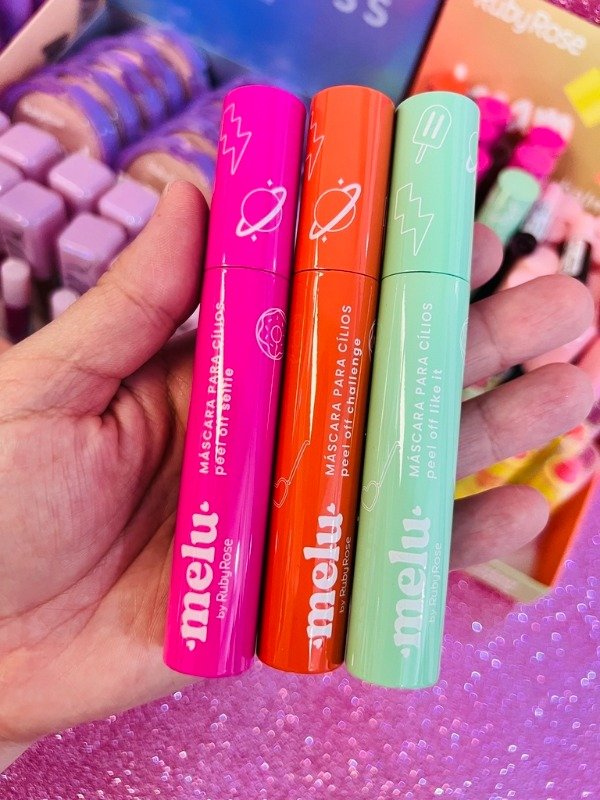 RubyRose
MÁSCARA PARA CÍLIOS
peel off selfie
melu
by RubyRose
MÁSCARA PARA CÍLIOS
peel off challenge
melu
by RubyRose
MÁSCARA PARA CÍLIOS
peel off like it
melu
by RubyRose